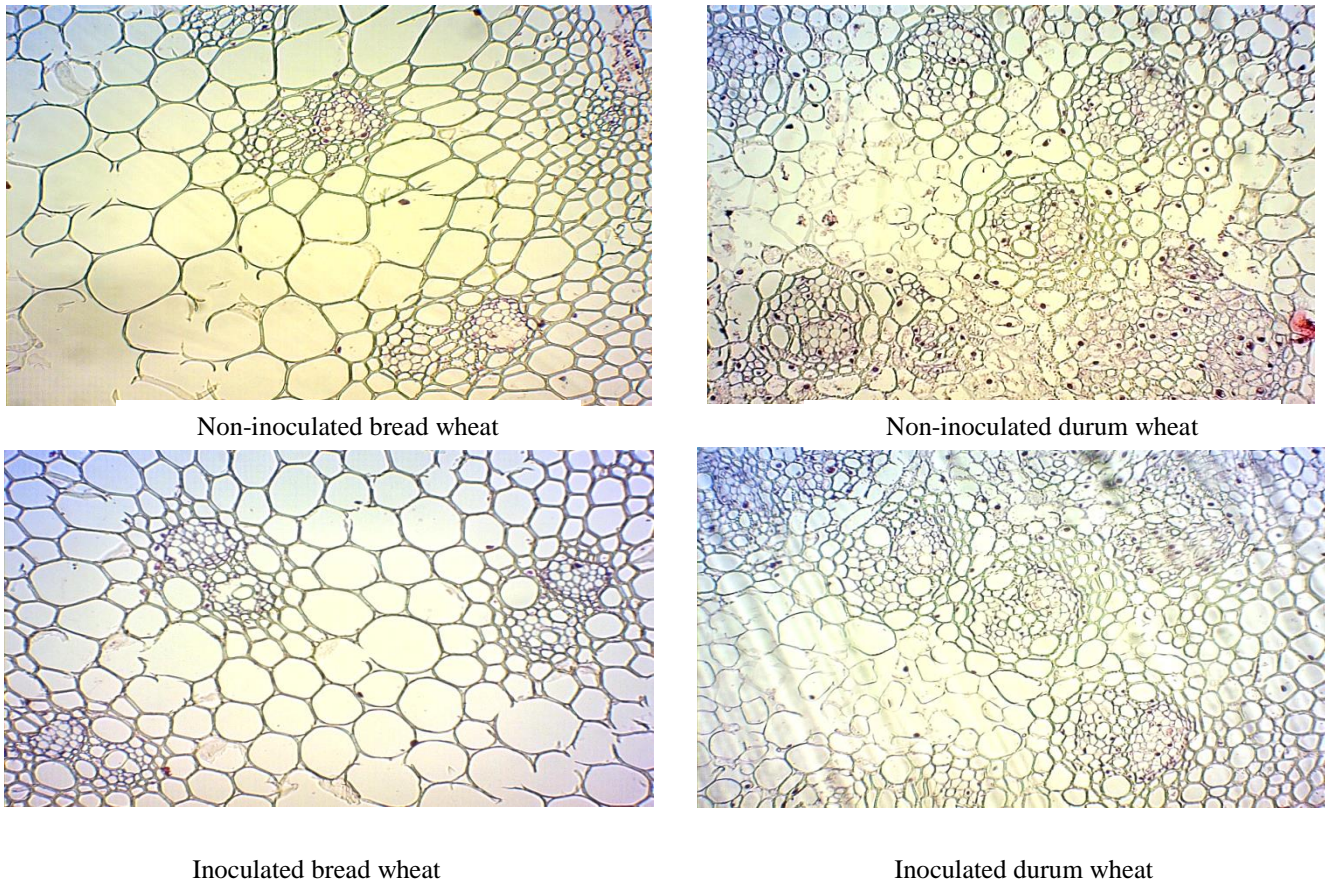 Non-inoculated bread wheat
Non-inoculated durum wheat
Inoculated bread wheat
Inoculated durum wheat